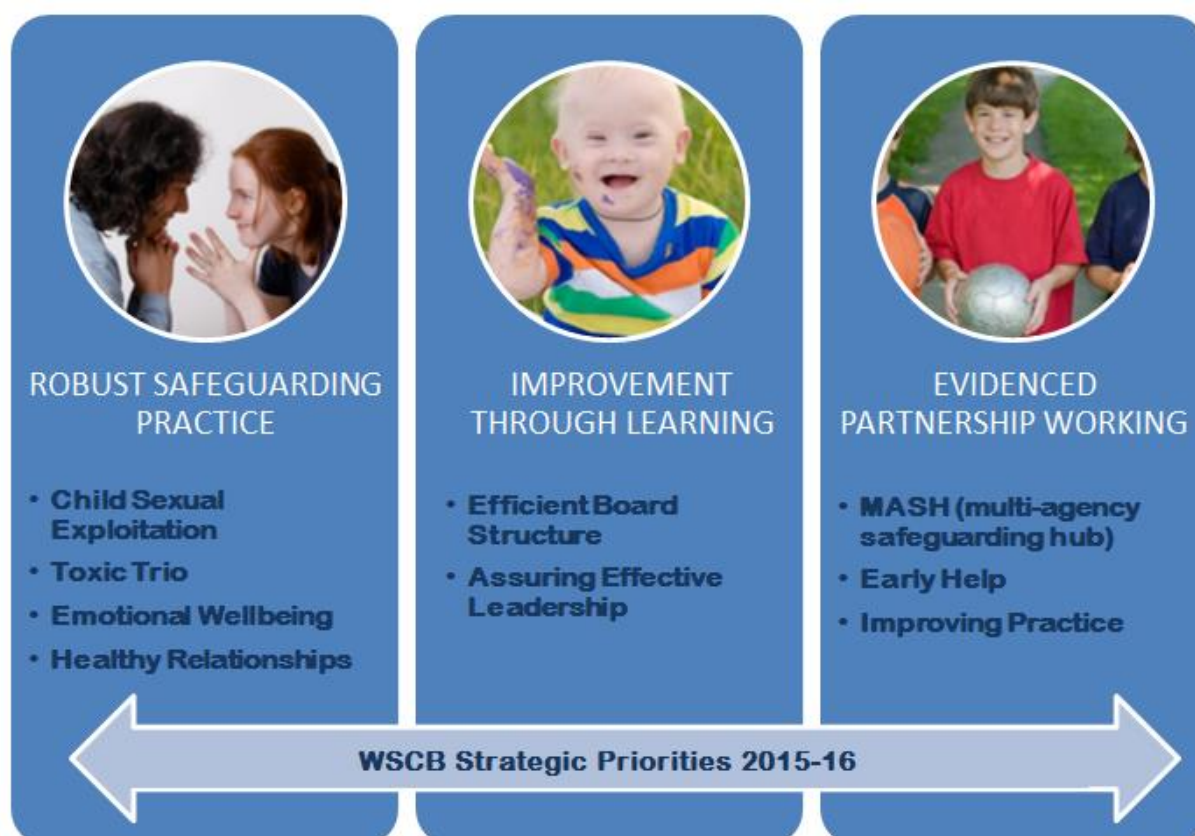 ROBUST SAFEGUARDING
PRACTICE
• Child Sexual
Exploitation
• Toxic Trio
• Emotional Wellbeing
• Healthy Relationships
IMPROVEMENT
THROUGH LEARNING
• Efficient Board
Structure
• Assuring Effective
Leadership
EVIDENCED
PARTNERSHIP WORKING
• MASH (multi-agency
safeguarding hub)
• Early Help
• Improving Practice
WSCB Strategic Priorities 2015-16